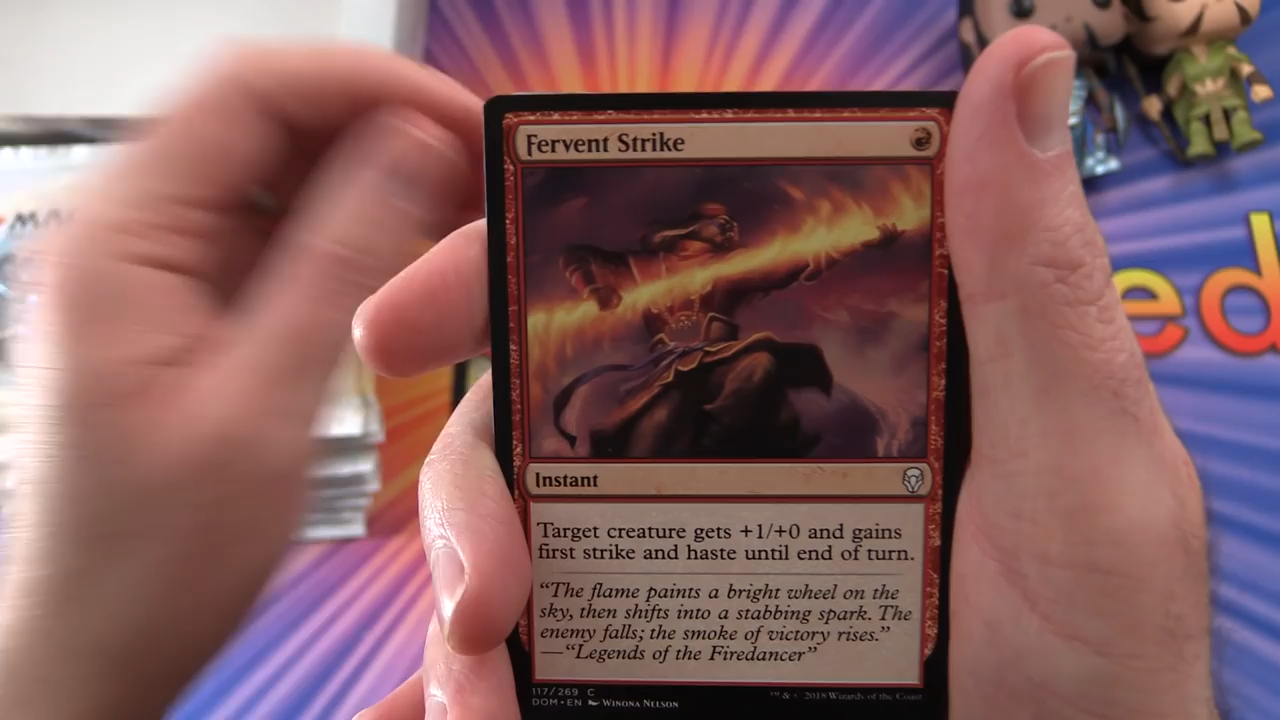 Fervent Strike
ed
Instant
Target creature gets +1/+0 and gains
first strike and haste until end of turn.
“The flame paints a bright wheel on the
sky, then shifts into a stabbing spark. The
enemy falls; the smoke of victory rises.”
—“Legends of the Firedancer”
117/269 C
DOM • EN Winona Nelson
™ & © 2018 Wizards of the Coast